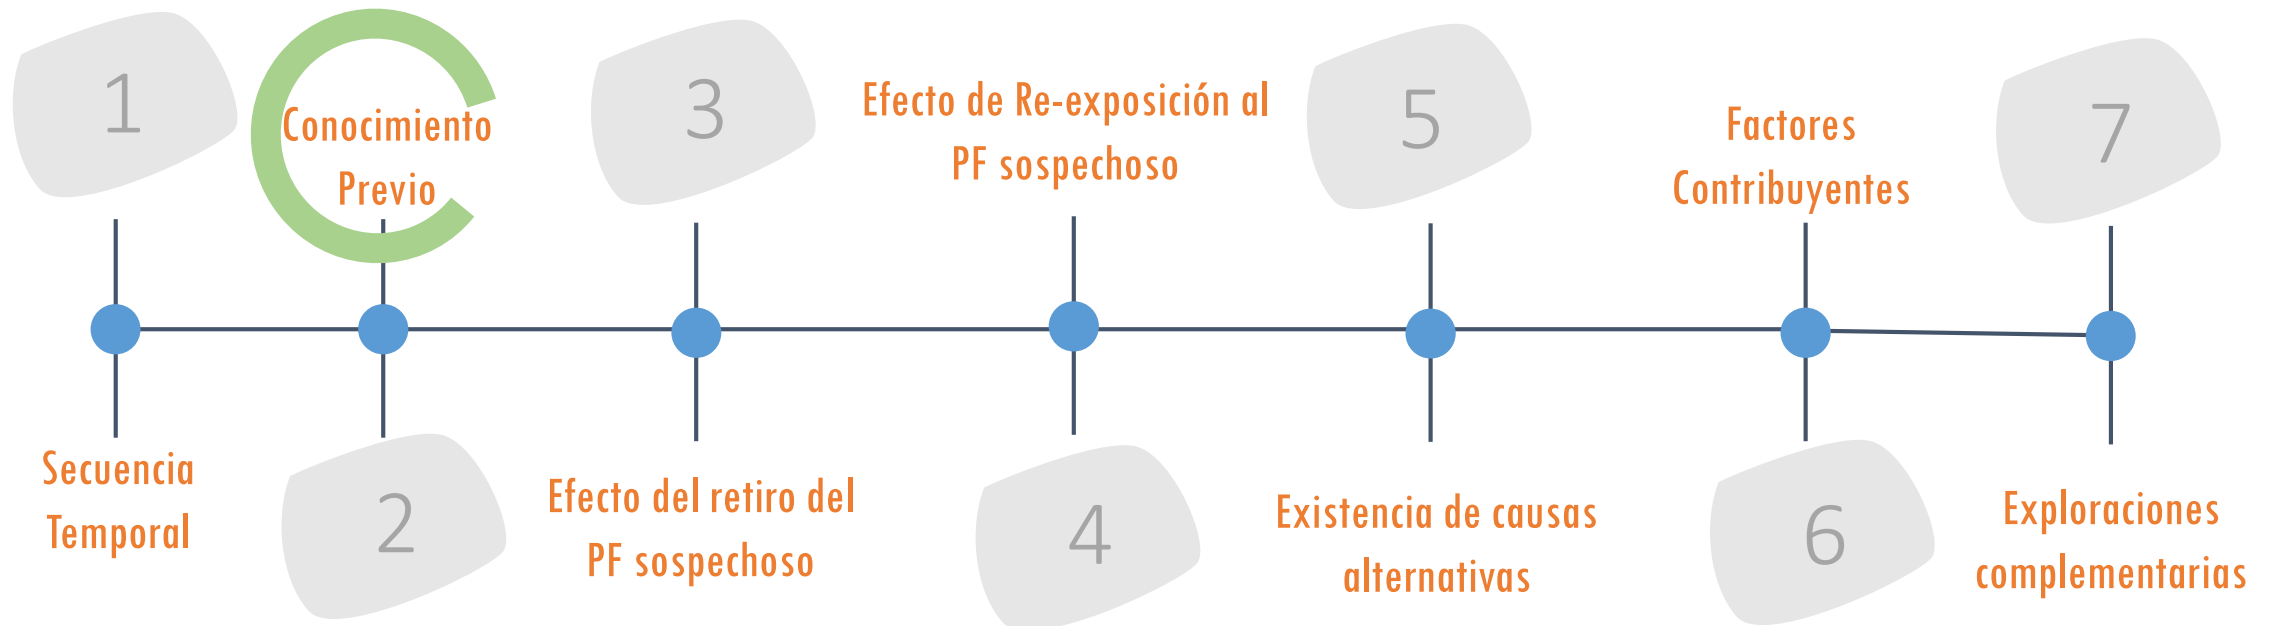 1
Secuencia
Temporal
2
Conocimiento
Previo
3
Efecto del retiro del
PF sospechoso
4
Efecto de Re-exposición al
PF sospechoso
5
Existencia de causas
alternativas
6
Factores
Contribuyentes
7
Exploraciones
complementarias